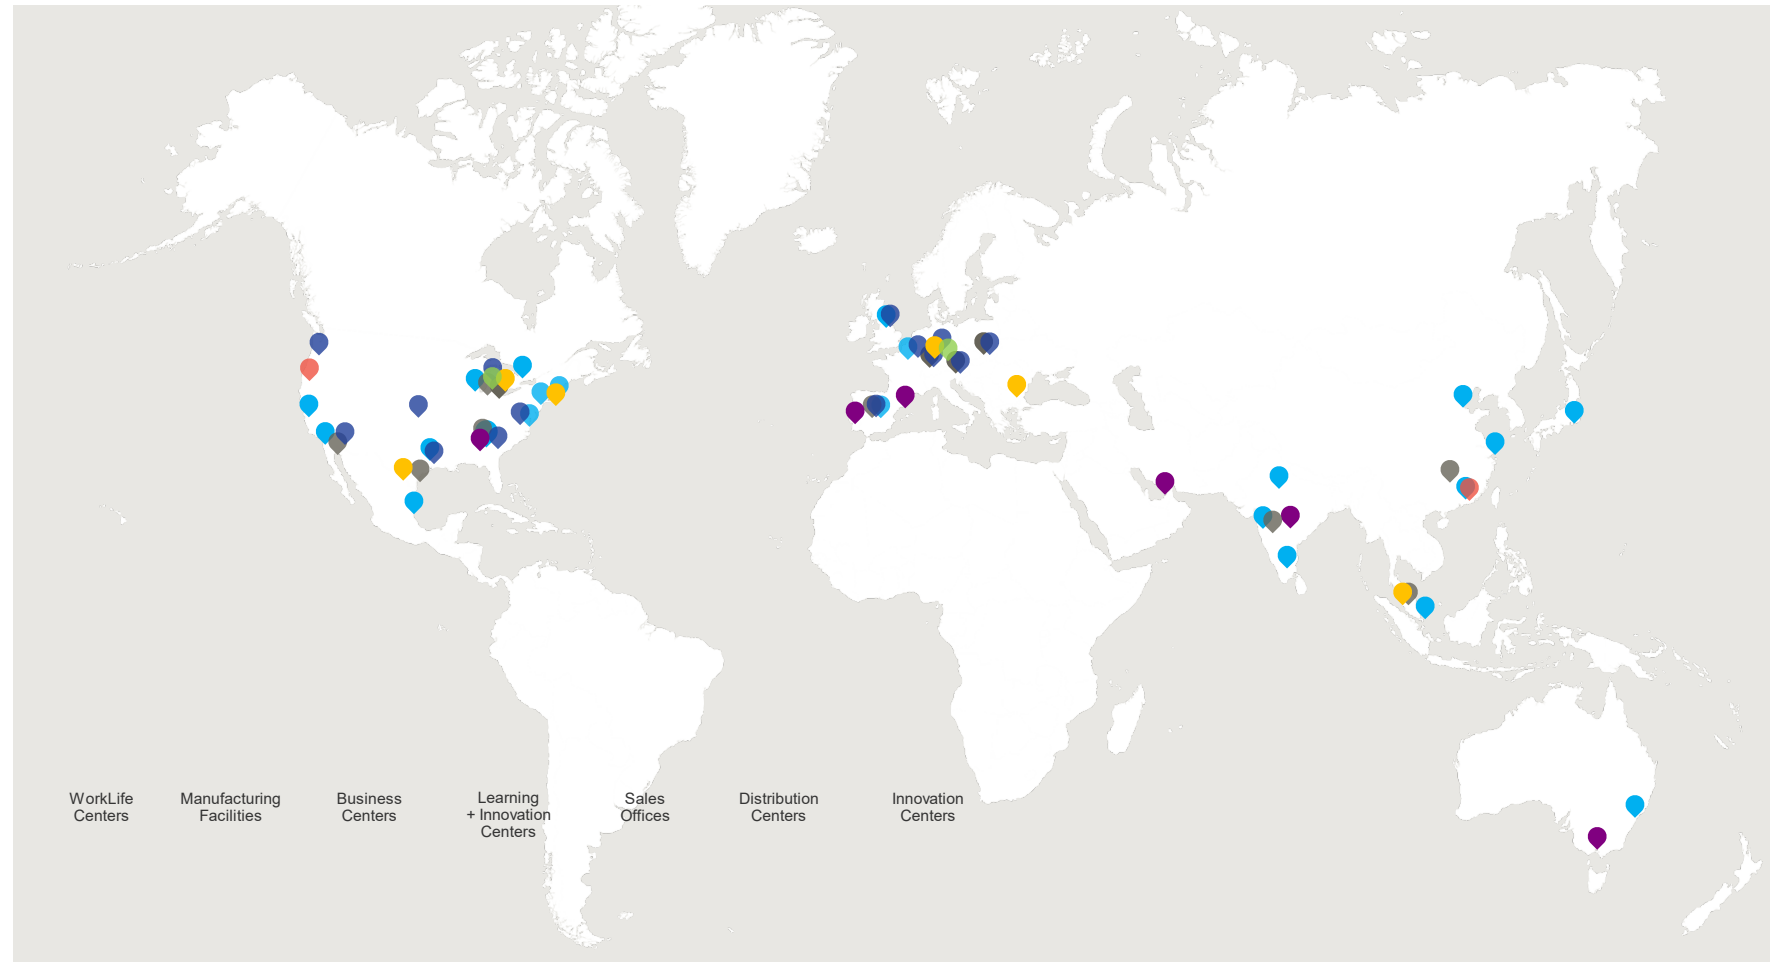 WorkLife
Centers
Manufacturing
Facilities
Business
Centers
Learning
+ Innovation
Centers
Sales
Offices
Distribution
Centers
Innovation
Centers